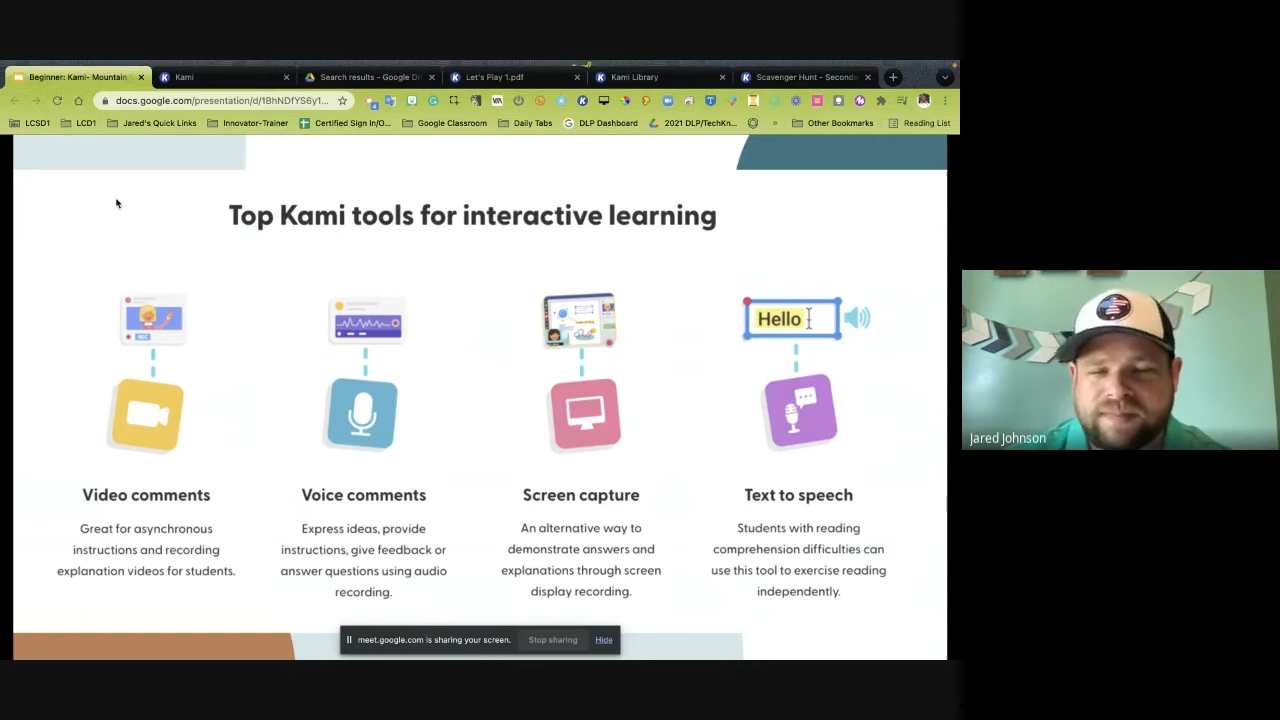 Beginner: Kami- Mountain
Kami
Search results - Google Dr
Let's Play 1.pdf
Kami Library
Scavenger Hunt - Seconda
docs.google.com/presentation/d/1BhNDfYS6y1...
LCSD1
LCD1
Jared's Quick Links
Innovator-Trainer
Certified Sign In/O...
Google Classroom
Daily Tabs
DLP Dashboard
2021 DLP/TechKn...
»
Other Bookmarks
Reading List
Top Kami tools for interactive learning
REC
Hello
Video comments
Great for asynchronous
instructions and recording
explanation videos for students.
Voice comments
Express ideas, provide
instructions, give feedback or
answer questions using audio
recording.
Screen capture
An alternative way to
demonstrate answers and
explanations through screen
display recording.
Text to speech
Students with reading
comprehension difficulties can
use this tool to exercise reading
independently.
meet.google.com is sharing your screen.
Stop sharing
Hide
Jared Johnson